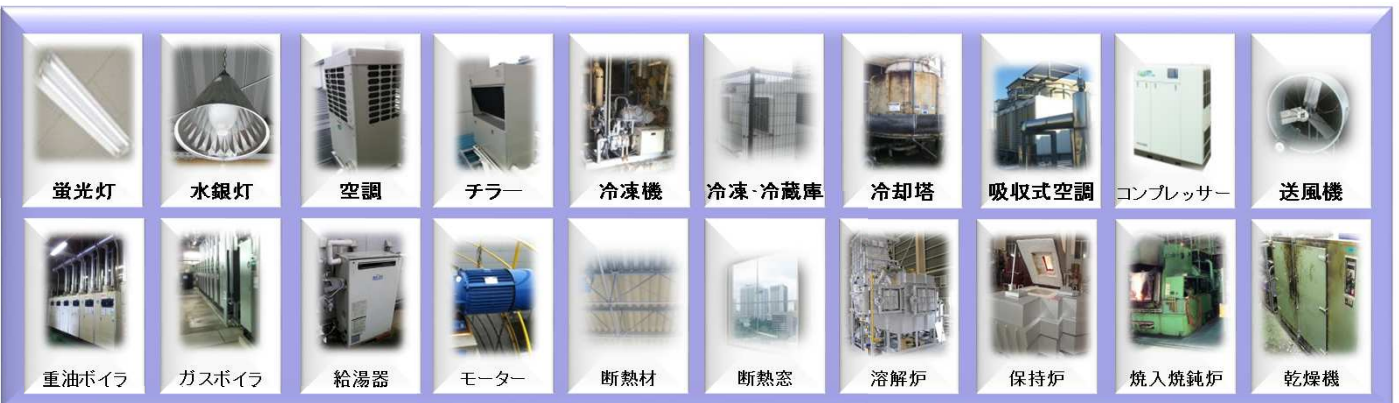 蛍光灯
水銀灯
空調
チラー
冷凍機
冷凍・冷蔵庫
冷却塔
吸収式空調
コンプレッサー
送風機
重油ボイラ
ガスボイラ
給湯器
モーター
断熱材
断熱窓
溶解炉
保持炉
焼入焼鈍炉
乾燥機